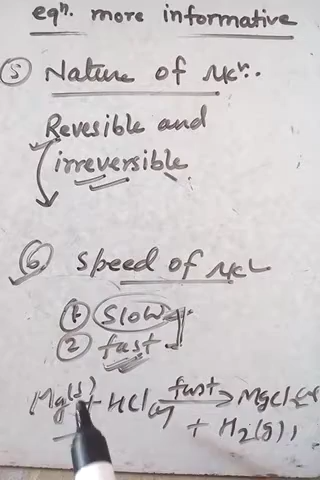 eqⁿ. more informative
⑤ Nature of rxⁿ:.
Revesible and
irreversible
⑥ Speed of rxⁿ
① Slow
② fast
Mg(s) + HCl fast → MgCl
+ H₂(g),